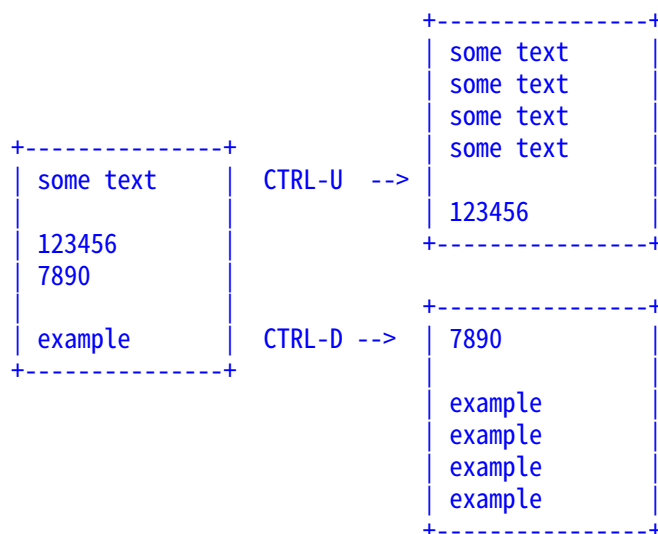 +----------------+
                                | some text      |
                                | some text      |
                                | some text      |
+---------------+               | some text      |
| some text     |  CTRL-U  -->  |                |
|               |               | 123456         |
| 123456        |               +----------------+
| 7890          |
|               |               +----------------+
| example       |  CTRL-D -->   | 7890           |
+---------------+               |                |
                                | example        |
                                | example        |
                                | example        |
                                | example        |
                                +----------------+